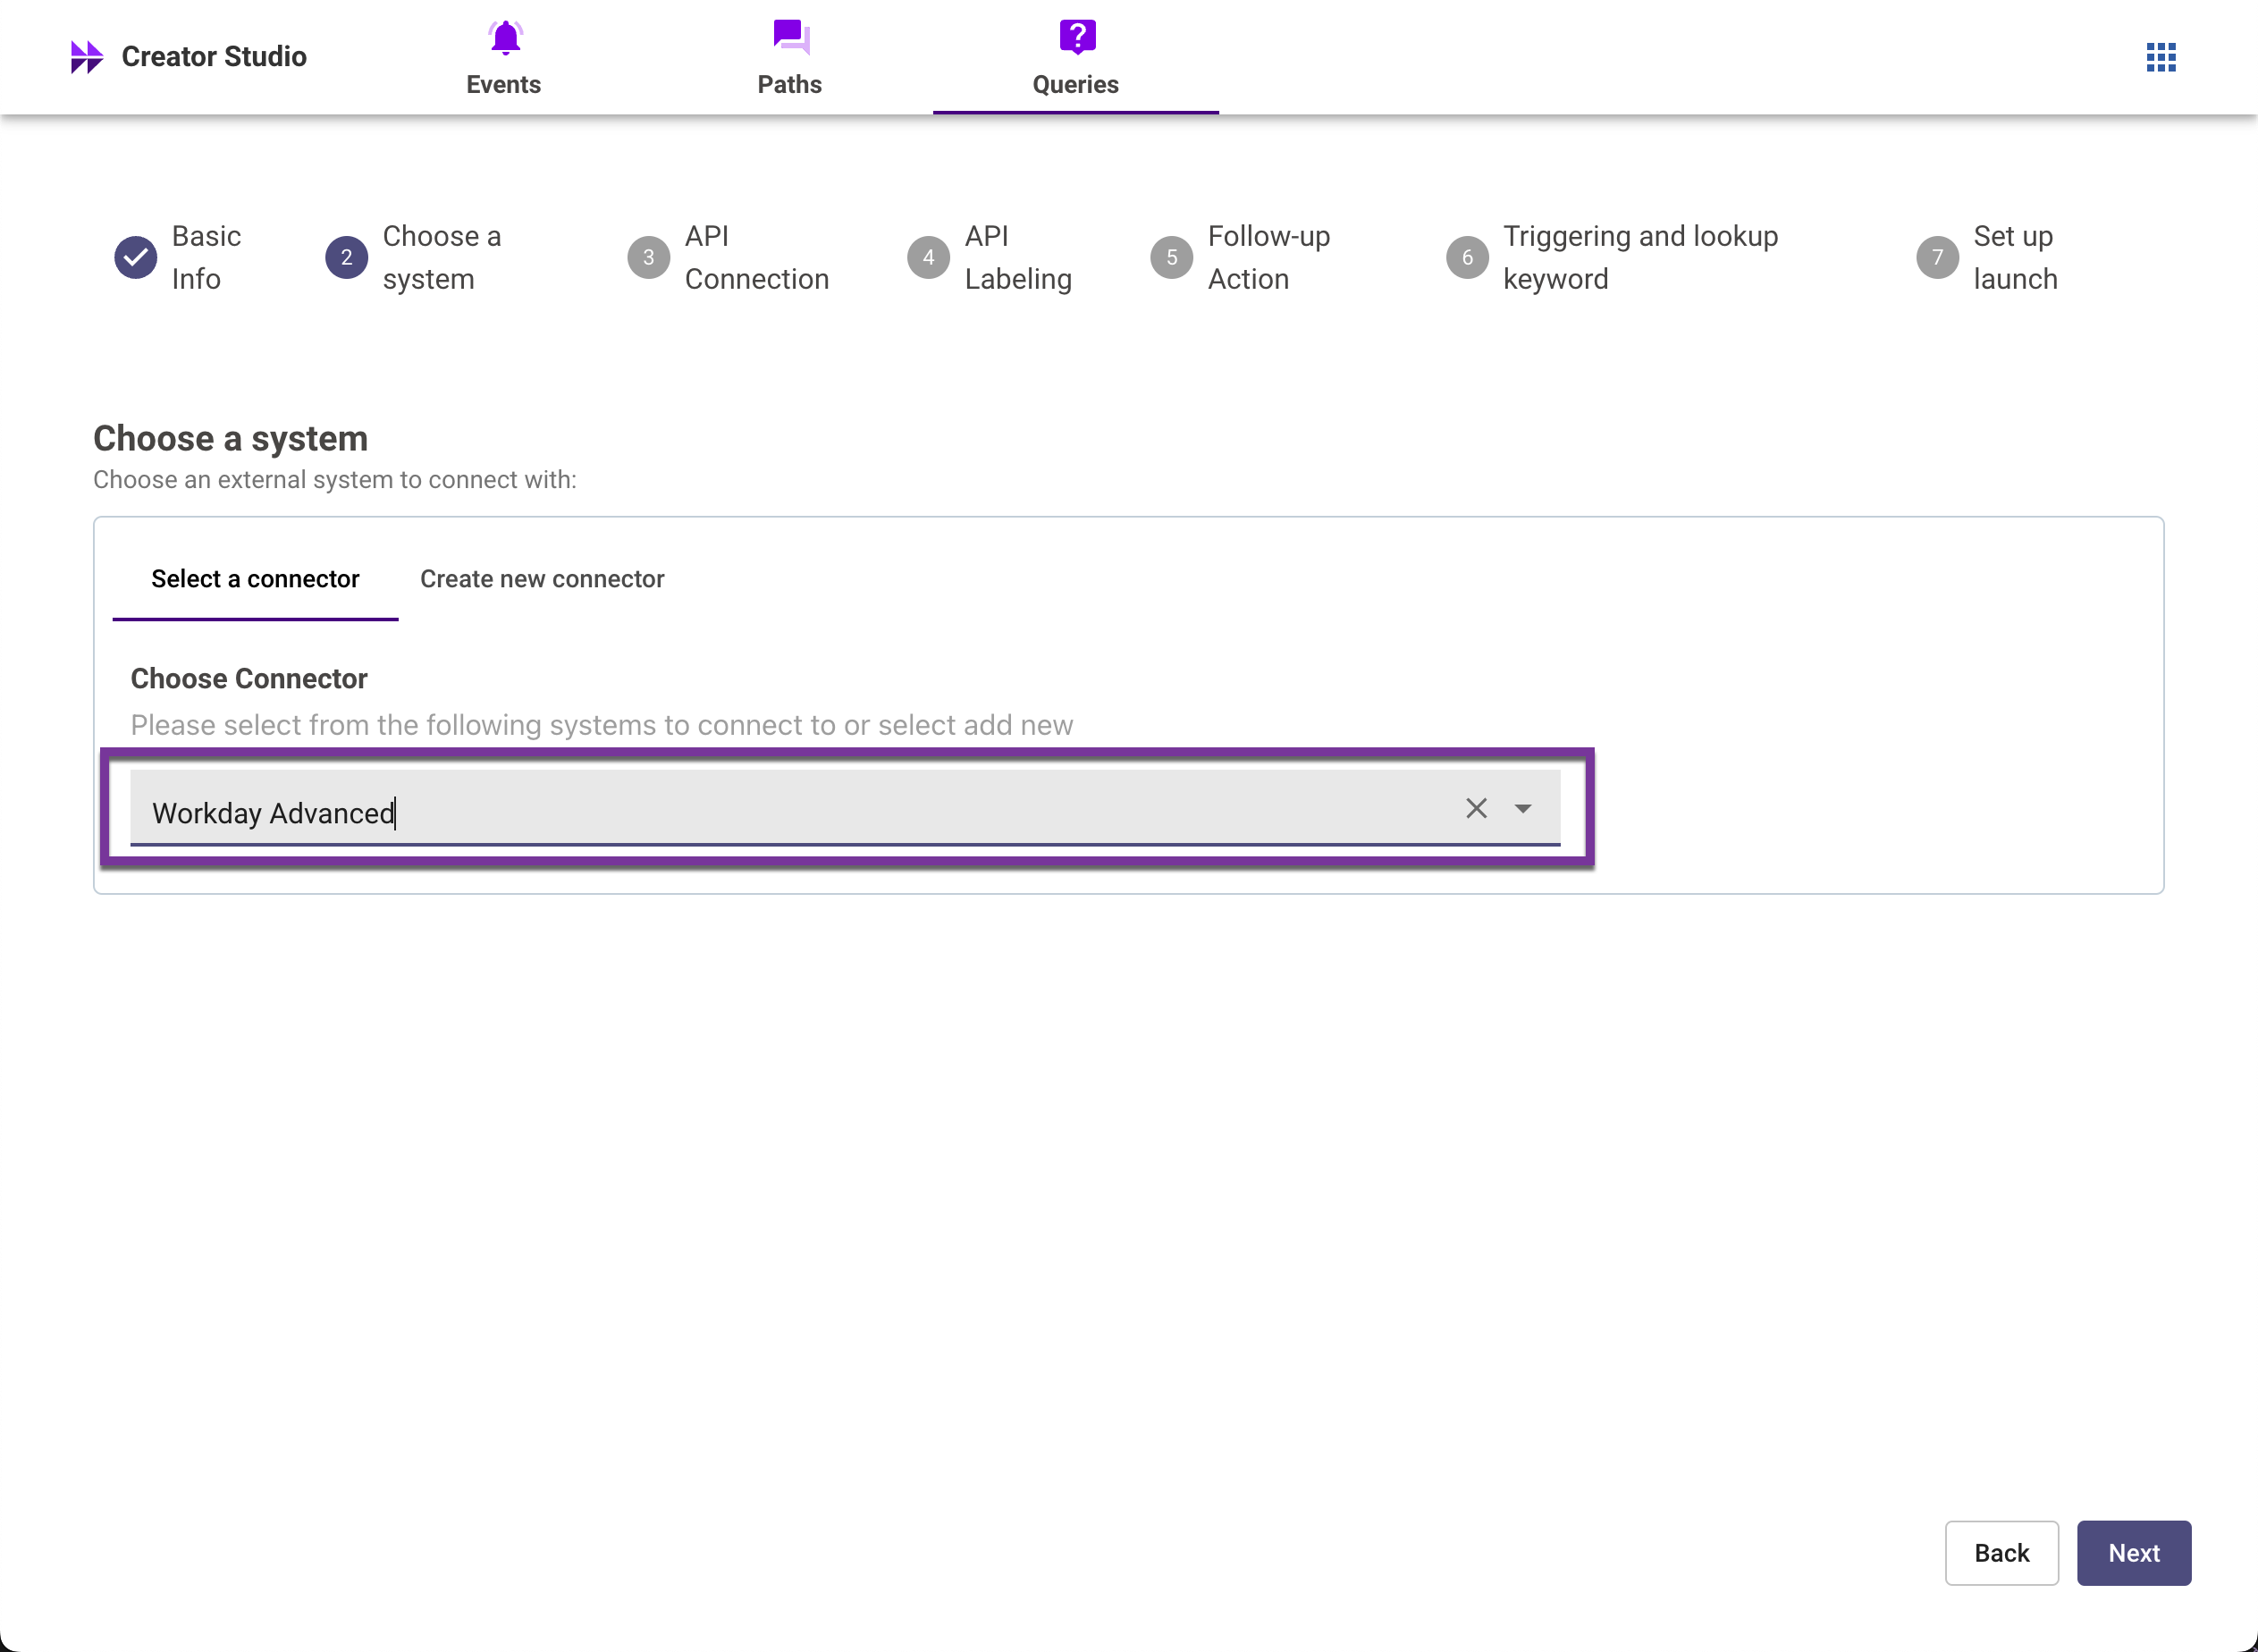 Creator Studio
Events
Paths
Queries
?
Basic
Info
2
Choose a
system
3
API
Connection
4
API
Labeling
5
Follow-up
Action
6
Triggering and lookup
keyword
7
Set up
launch
Choose a system
Choose an external system to connect with:
Select a connector
Create new connector
Choose Connector
Please select from the following systems to connect to or select add new
Workday Advanced
Back
Next